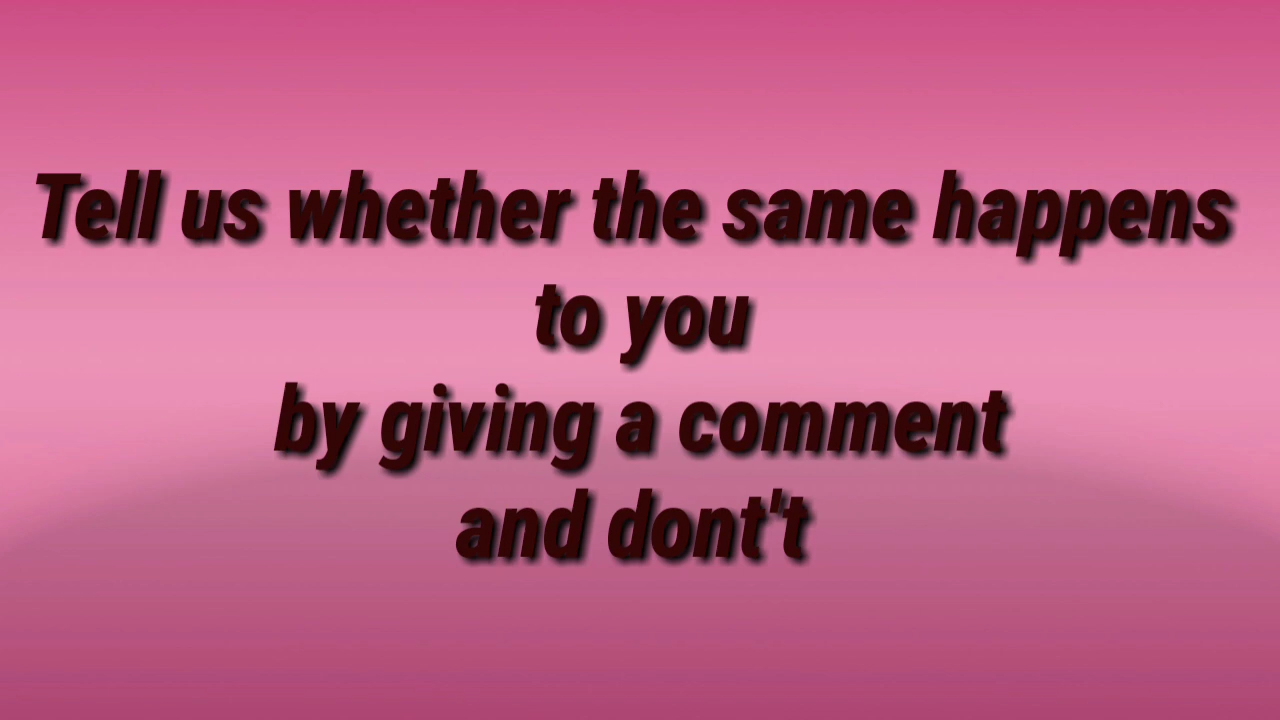 Tell us whether the same happens
to you
by giving a comment
and dont't